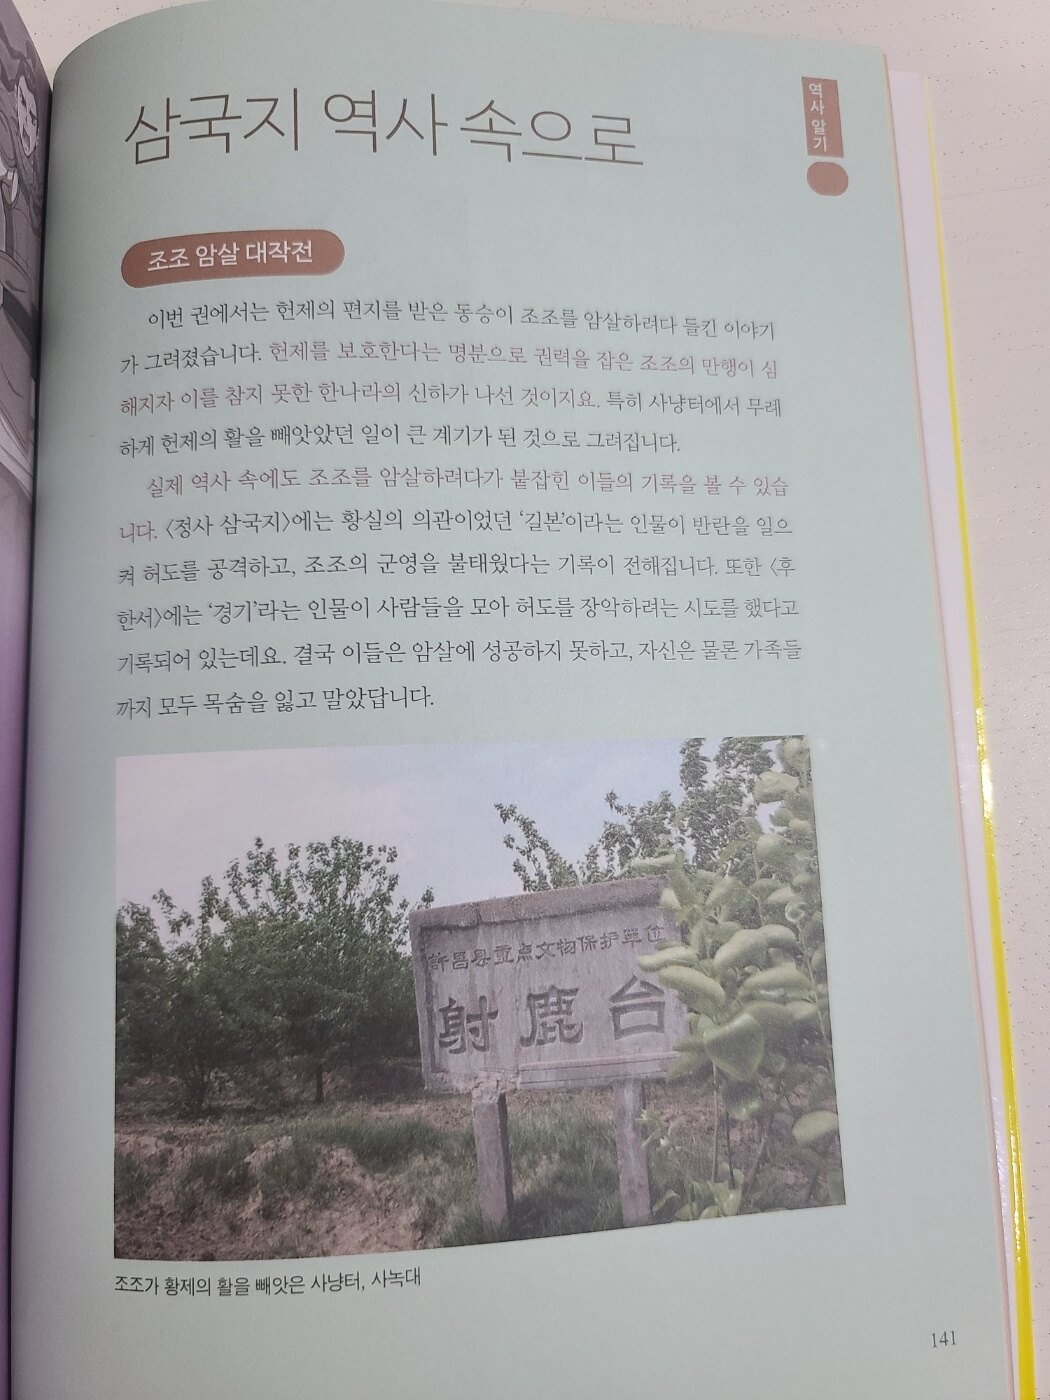 삼국지 역사 속으로
역사 알기
조조 암살 대작전
이번 권에서는 헌제의 편지를 받은 동승이 조조를 암살하려다 들킨 이야기
가 그려졌습니다. 헌제를 보호한다는 명분으로 권력을 잡은 조조의 만행이 심
해지자 이를 참지 못한 한나라의 신하가 나선 것이지요. 특히 사냥터에서 무례
하게 헌제의 활을 빼앗았던 일이 큰 계기가 된 것으로 그려집니다.
실제 역사 속에도 조조를 암살하려다가 붙잡힌 이들의 기록을 볼 수 있습
니다. 〈정사 삼국지〉에는 황실의 의관이었던 ‘길본’이라는 인물이 반란을 일으
켜 허도를 공격하고, 조조의 군영을 불태웠다는 기록이 전해집니다. 또한 〈후
한서〉에는 ‘경기’라는 인물이 사람들을 모아 허도를 장악하려는 시도를 했다고
기록되어 있는데요. 결국 이들은 암살에 성공하지 못하고, 자신은 물론 가족들
까지 모두 목숨을 잃고 말았답니다.
許昌县重点文物保护单位
射鹿台
조조가 황제의 활을 빼앗은 사냥터, 사녹대
141